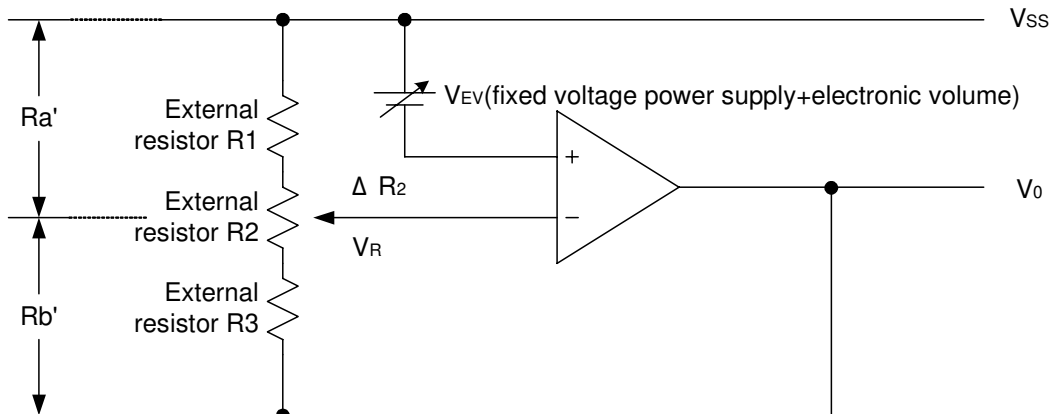 VSS
VEV(fixed voltage power supply+electronic volume)
Ra'
External
resistor R1
+
Δ R2
External
resistor R2
−
V0
VR
External
resistor R3
Rb'